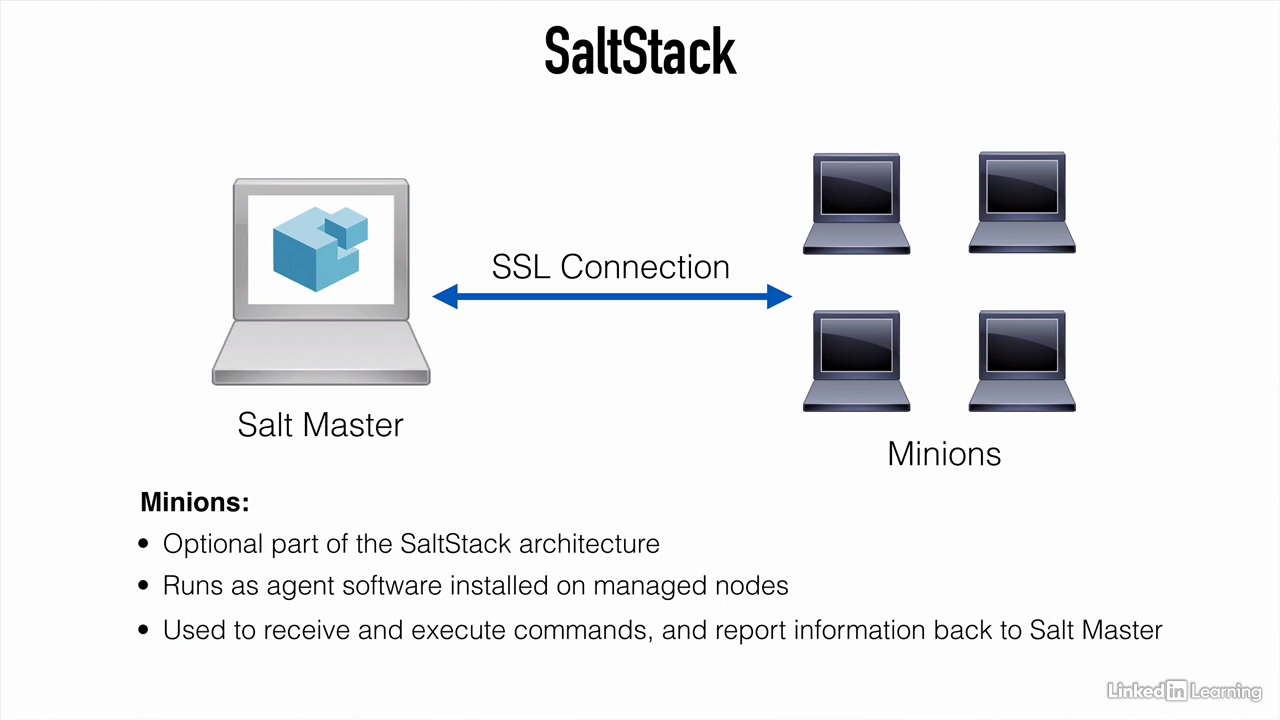 SaltStack
SSL Connection
Salt Master
Minions
Minions:
• Optional part of the SaltStack architecture
• Runs as agent software installed on managed nodes
• Used to receive and execute commands, and report information back to Salt Master
Linked in Learning